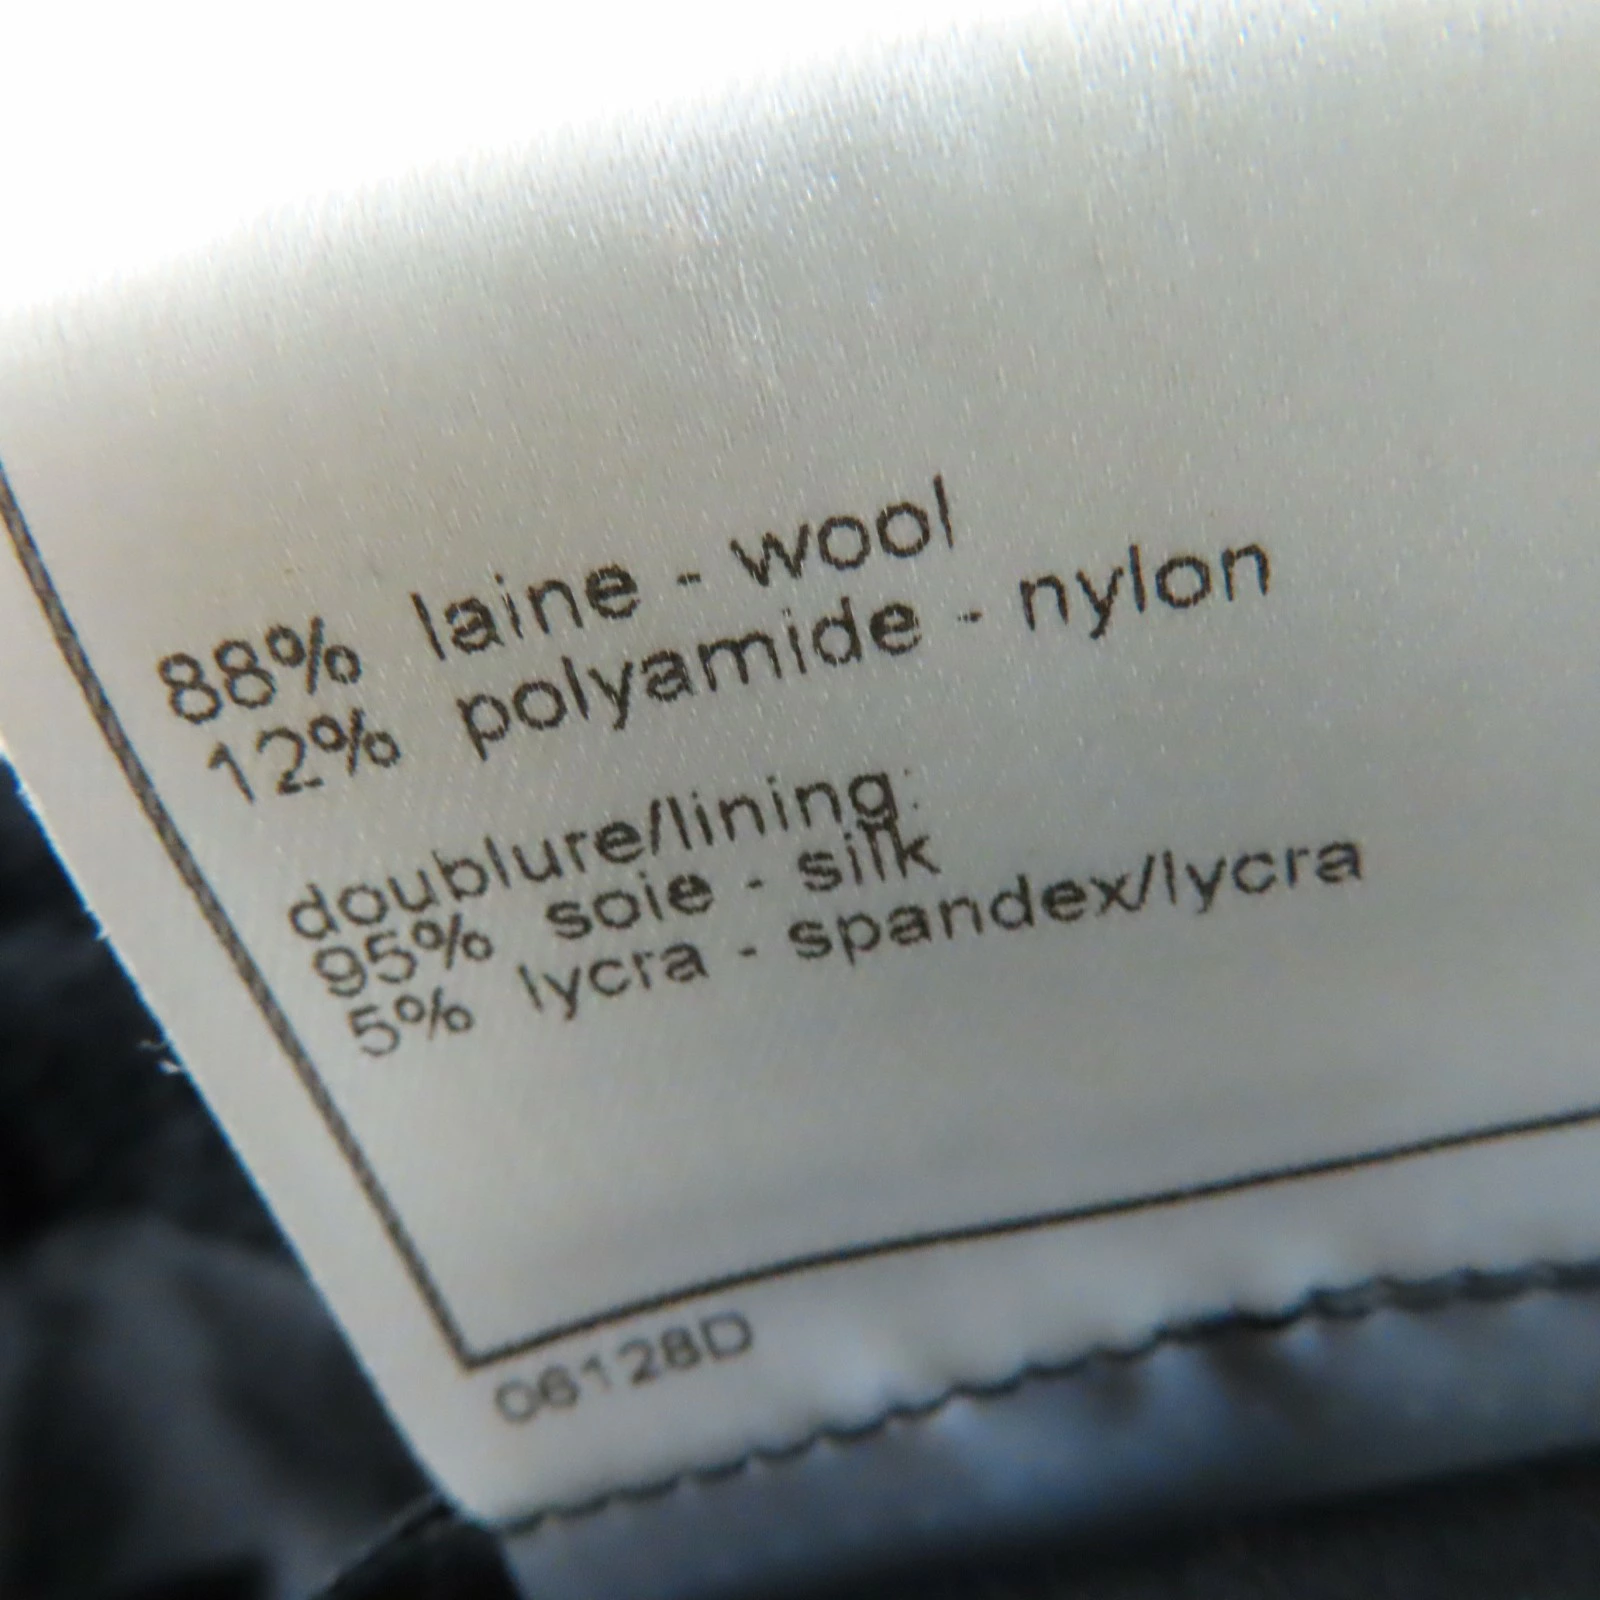 88% laine - wool
12% polyamide - nylon
doublure/lining:
95% soie - silk
5% lycra - spandex/lycra
06128D